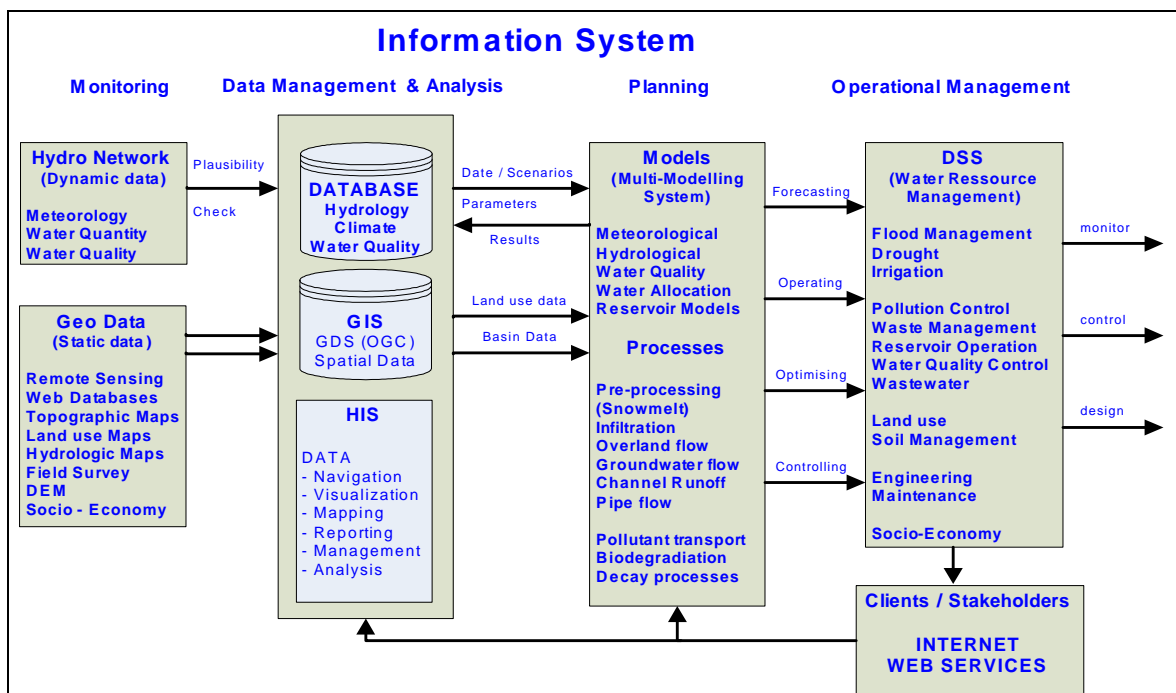 Information System
Monitoring
Data Management & Analysis
Planning
Operational Management
Hydro Network
(Dynamic data)
Meteorology
Water Quantity
Water Quality
Plausibility
Check
Geo Data
(Static data)
Remote Sensing
Web Databases
Topographic Maps
Land use Maps
Hydrologic Maps
Field Survey
DEM
Socio - Economy
DATABASE
Hydrology
Climate
Water Quality
GIS
GDS (OGC)
Spatial Data
HIS
DATA
- Navigation
- Visualization
- Mapping
- Reporting
- Management
- Analysis
Date / Scenarios
Parameters
Results
Land use data
Basin Data
Models
(Multi-Modelling
System)
Meteorological
Hydrological
Water Quality
Water Allocation
Reservoir Models
Processes
Pre-processing
(Snowmelt)
Infiltration
Overland flow
Groundwater flow
Channel Runoff
Pipe flow
Pollutant transport
Biodegradation
Decay processes
Forecasting
Operating
Optimising
Controlling
DSS
(Water Ressource
Management)
Flood Management
Drought
Irrigation
Pollution Control
Waste Management
Reservoir Operation
Water Quality Control
Wastewater
Land use
Soil Management
Engineering
Maintenance
Socio-Economy
monitor
control
design
Clients / Stakeholders
INTERNET
WEB SERVICES